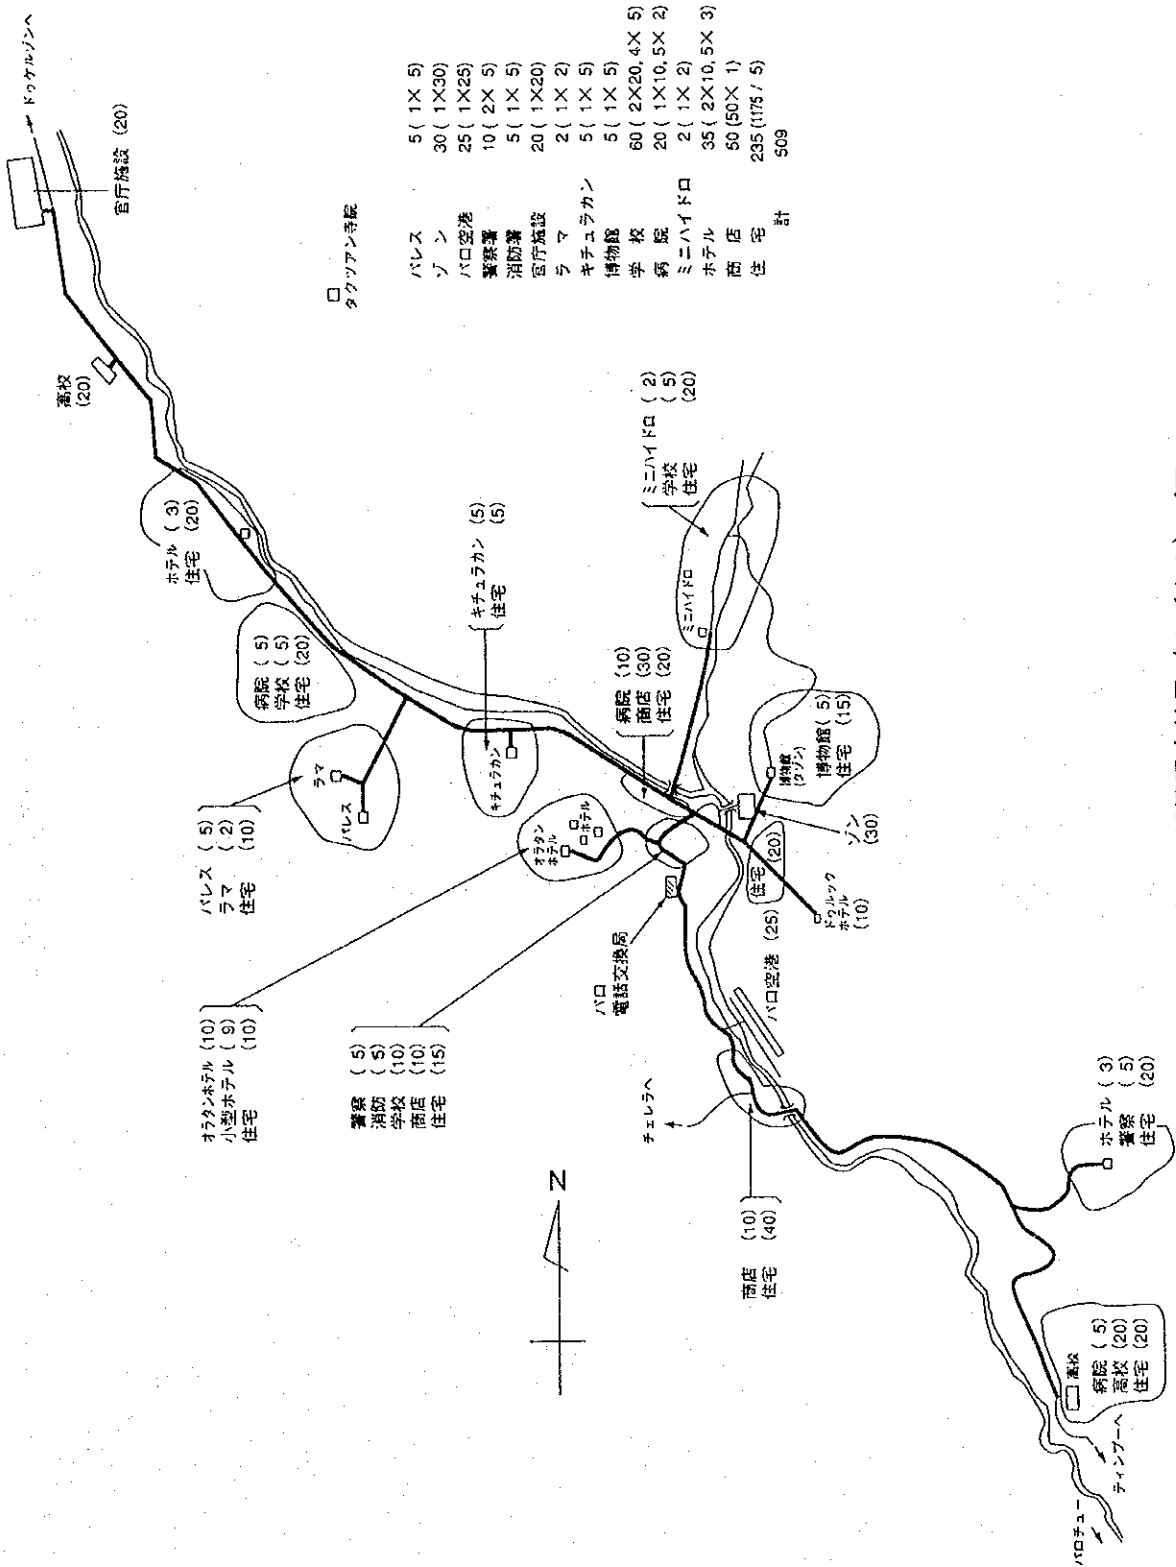 ドゥケルゾンへ
官庁施設 (20)
タクツアン寺院
高校
(20)
ホテル ( 3)
住宅 (20)
病院 ( 5)
学校 ( 5)
住宅 (20)
キチュラカン (5)
住宅 (5)
キチュラカン
ラマ
パレス
パレス ( 5)
ラマ ( 2)
住宅 (10)
病院 (10)
商店 (30)
住宅 (20)
ミニハイドロ ( 2)
学校 ( 5)
住宅 (20)
ミニハイドロ
オラタン
ホテル
ホテル
オラタンホテル (10)
小型ホテル ( 9)
住宅 (10)
警察 ( 5)
消防 ( 5)
学校 (10)
商店 (10)
住宅 (15)
博物館
(タゾン)
博物館 ( 5)
住宅 (15)
ゾン
(30)
住宅 (20)
ドゥルック
ホテル
(10)
パロ
電話交換局
パロ空港 (25)
チェレラへ
商店 (10)
住宅 (40)
N
ホテル ( 3)
警察 ( 5)
住宅 (20)
高校
病院 ( 5)
高校 (20)
住宅 (20)
ティンプーへ
パロチュー
パレス 5 ( 1× 5)
ゾン 30 ( 1×30)
パロ空港 25 ( 1×25)
警察署 10 ( 2× 5)
消防署 5 ( 1× 5)
官庁施設 20 ( 1×20)
ラマ 2 ( 1× 2)
キチュラカン 5 ( 1× 5)
博物館 5 ( 1× 5)
学校 60 ( 2×20, 4× 5)
病院 20 ( 1×10, 5× 2)
ミニハイドロ 2 ( 1× 2)
ホテル 35 ( 2×10, 5× 3)
商店 50 (50× 1)
住宅 235 (1175 / 5)
計 509